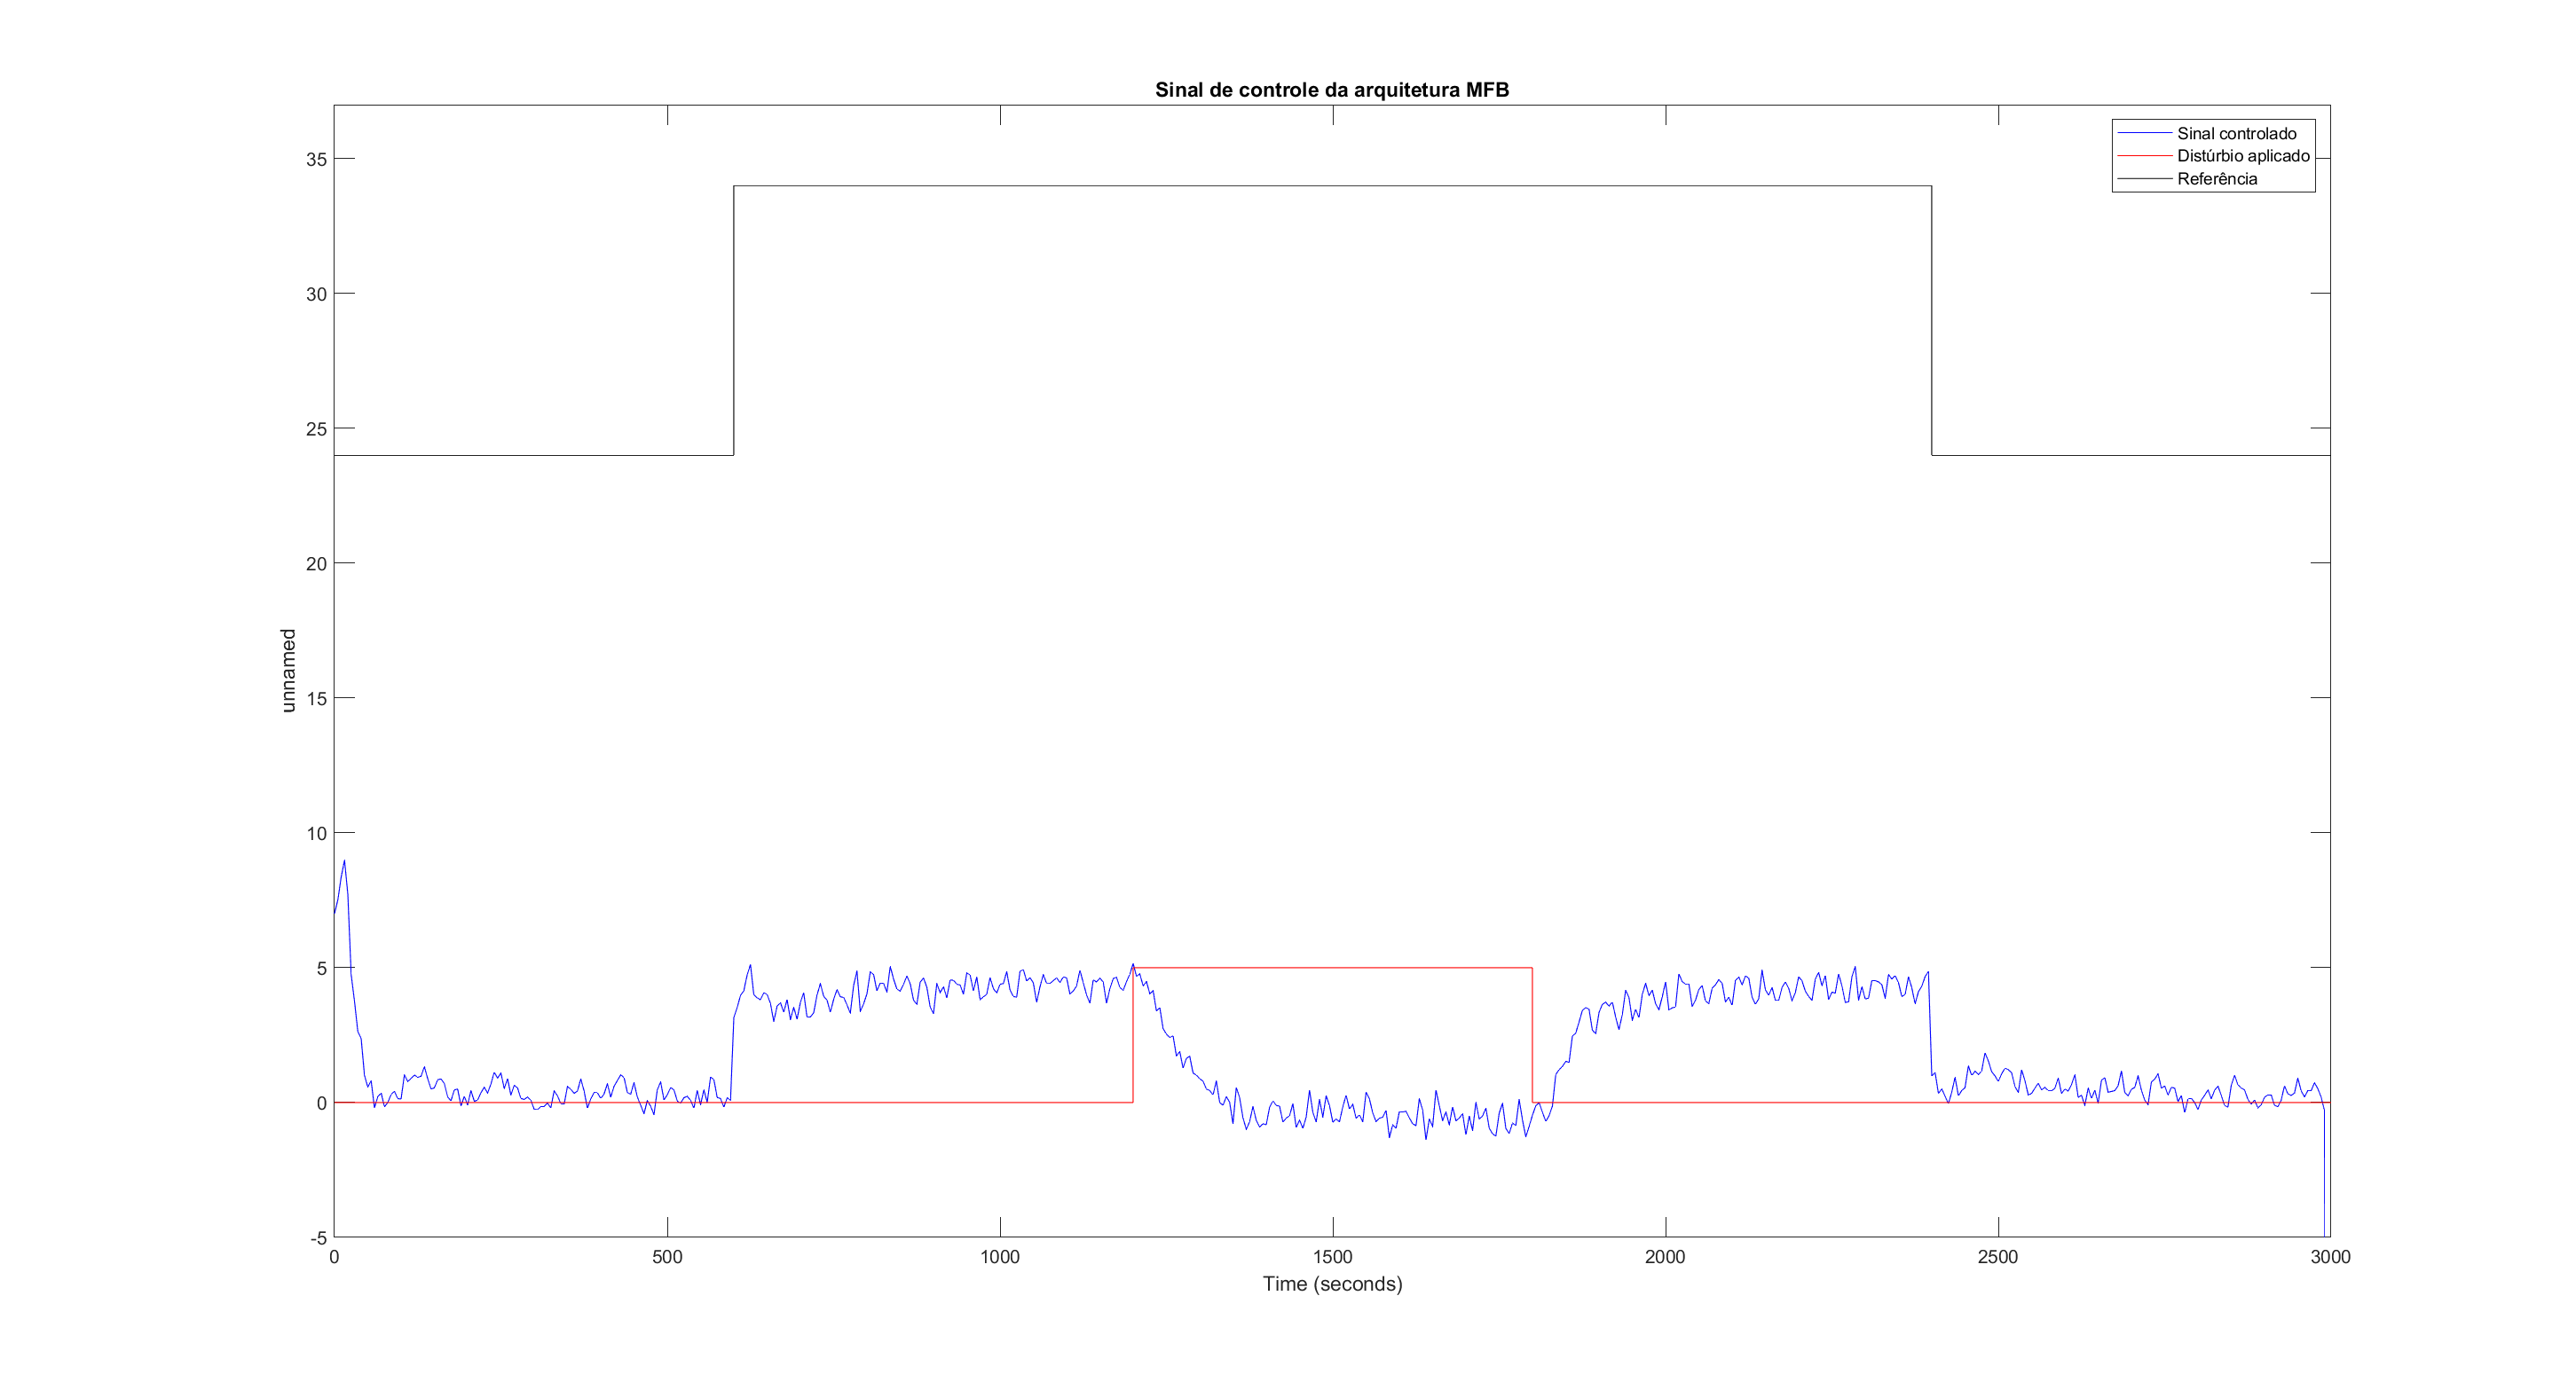 Sinal de controle da arquitetura MFB
Sinal controlado
Distúrbio aplicado
Referência
35
30
25
20
15
10
5
0
-5
unnamed
0 500 1000 1500 2000 2500 3000
Time (seconds)